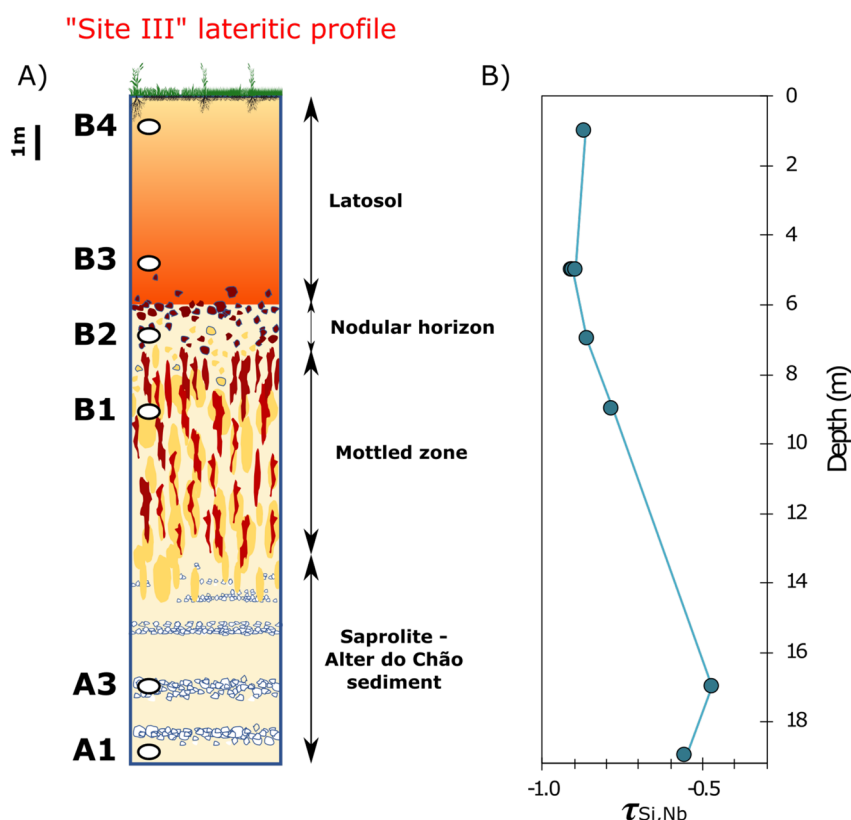 "Site III" lateritic profile
A)
B)
1m
B4
B3
B2
B1
A3
A1
Latosol
Nodular horizon
Mottled zone
Saprolite -
Alter do Chão
sediment
0
2
4
6
8
10
12
14
16
18
Depth (m)
-1.0
-0.5
τSi,Nb